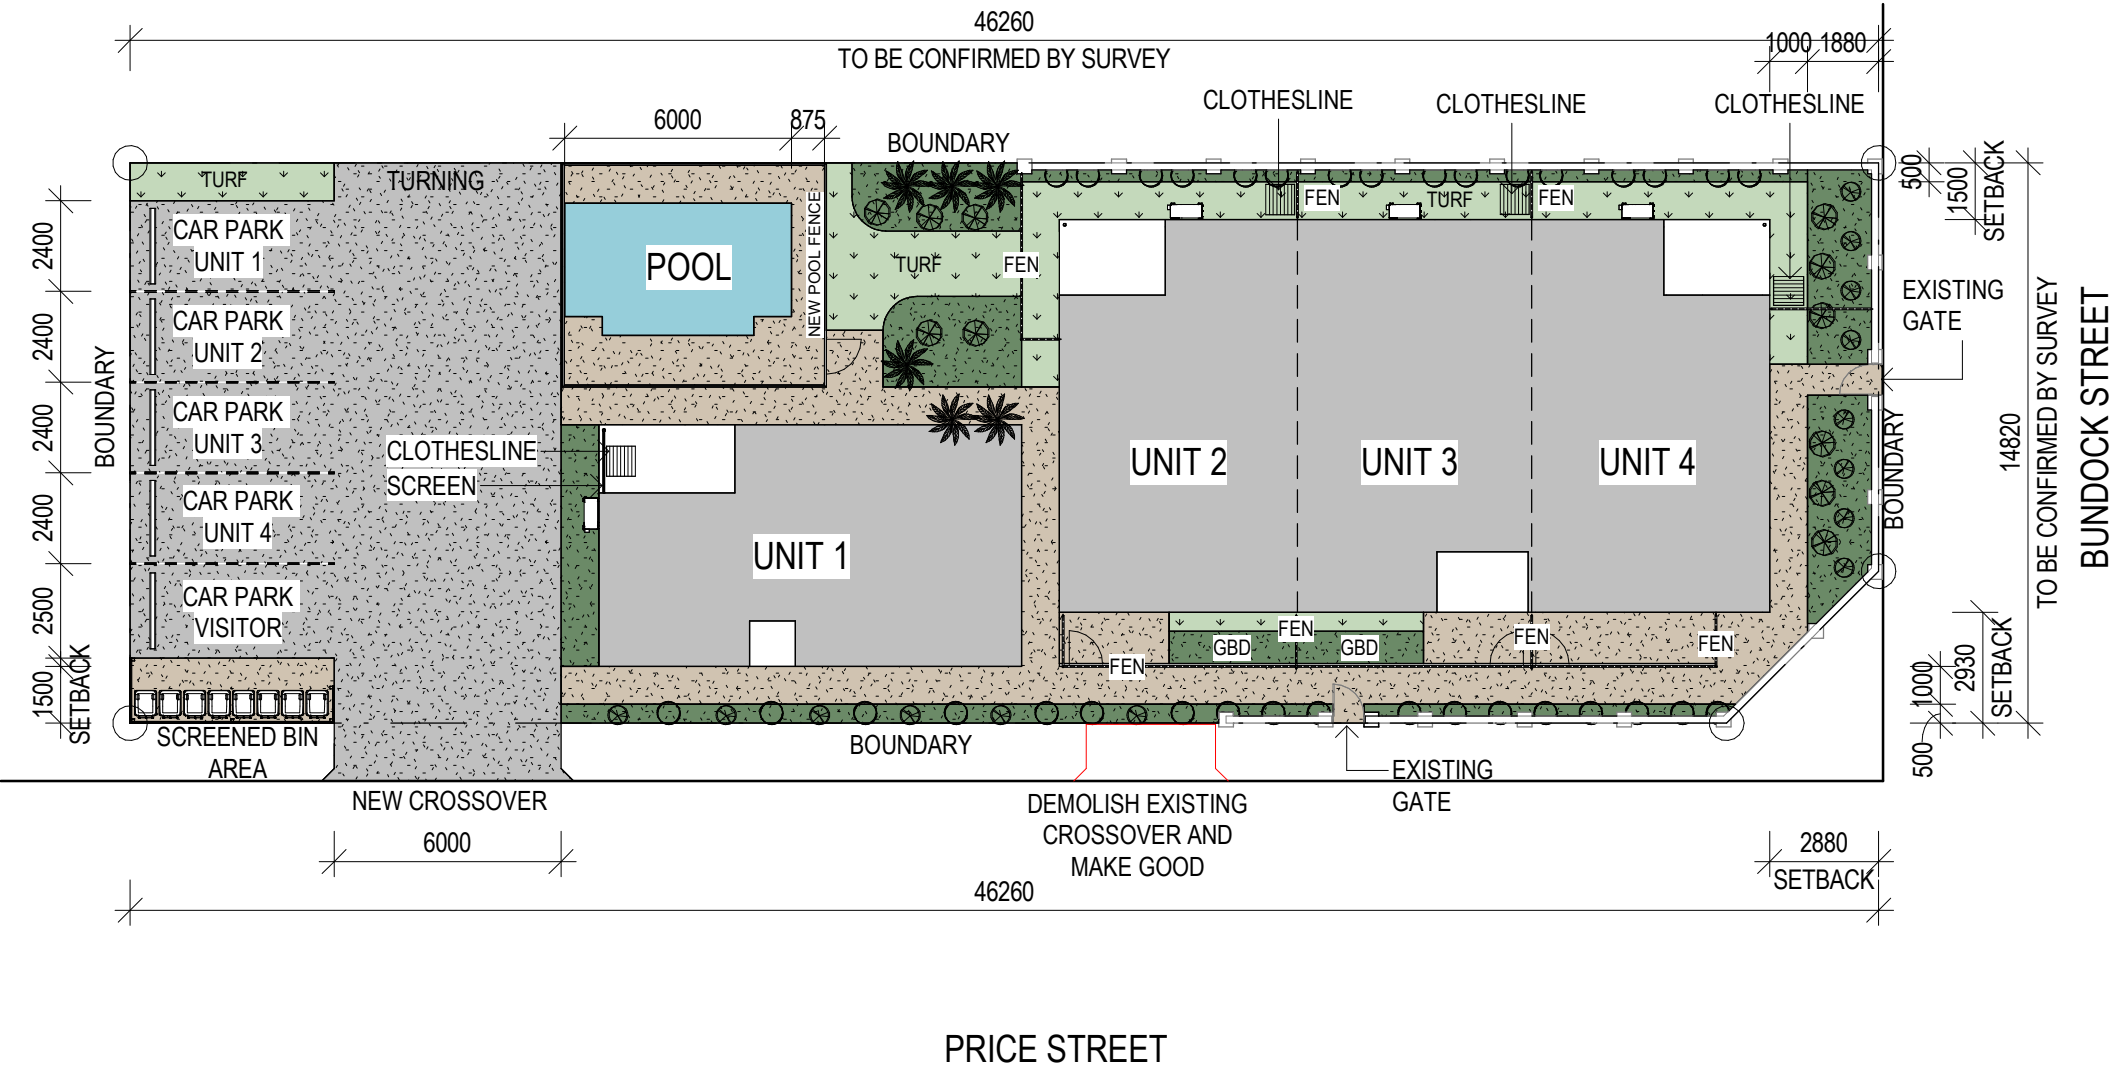 46260
TO BE CONFIRMED BY SURVEY
1000 1880
CLOTHESLINE
CLOTHESLINE
CLOTHESLINE
6000
875
BOUNDARY
TURF
TURNING
CAR PARK
UNIT 1
CAR PARK
UNIT 2
CAR PARK
UNIT 3
CAR PARK
UNIT 4
CAR PARK
VISITOR
2400
2400
2400
2400
2500
1500
SETBACK
BOUNDARY
POOL
NEW POOL FENCE
TURF
FEN
FEN
TURF
FEN
500
1500
SETBACK
EXISTING
GATE
CLOTHESLINE
SCREEN
UNIT 1
UNIT 2
UNIT 3
UNIT 4
BOUNDARY
14820
TO BE CONFIRMED BY SURVEY
BUNDOCK STREET
FEN
GBD
GBD
FEN
FEN
FEN
1000
2930
SETBACK
500
SCREENED BIN
AREA
BOUNDARY
NEW CROSSOVER
EXISTING
GATE
DEMOLISH EXISTING
CROSSOVER AND
MAKE GOOD
6000
2880
SETBACK
46260
PRICE STREET